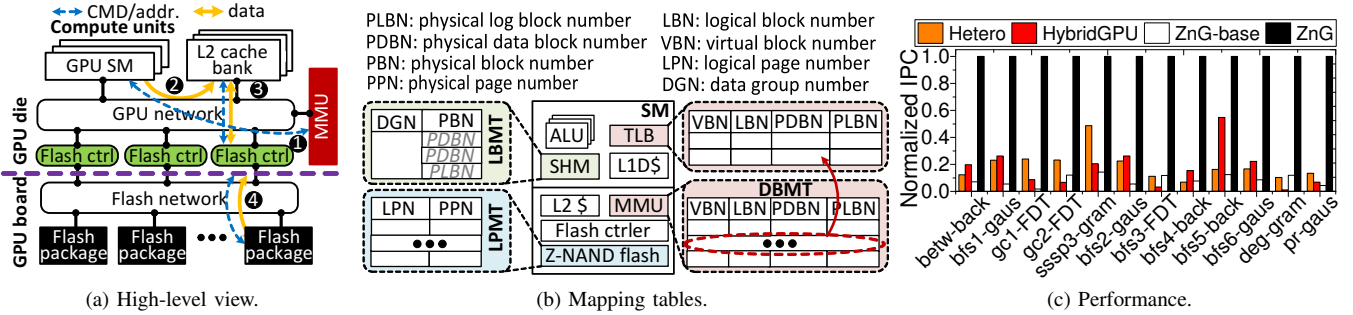 CMD/addr. data
Compute units
GPU SM
L2 cache bank
2
3
MMU
GPU network
1
Flash ctrl Flash ctrl Flash ctrl
GPU die
GPU board
Flash network
4
Flash package Flash package Flash package
(a) High-level view.
PLBN: physical log block number
PDBN: physical data block number
PBN: physical block number
PPN: physical page number
LBN: logical block number
VBN: virtual block number
LPN: logical page number
DGN: data group number
DGN PBN
PDBN
PDBN
PLBN
LBMT
LPN PPN
LPMT
SM
ALU TLB
SHM L1D$
L2 $ MMU
Flash ctrler
Z-NAND flash
VBN LBN PDBN PLBN
DBMT
VBN LBN PDBN PLBN
(b) Mapping tables.
Hetero HybridGPU ZnG-base ZnG
Normalized IPC
1.0
0.8
0.6
0.4
0.2
0.0
betw-back
bfs1-gaus
gc1-FDT
gc2-FDT
sssp3-gram
bfs2-gaus
bfs3-FDT
bfs4-back
bfs5-back
bfs6-gaus
deg-gram
pr-gaus
(c) Performance.